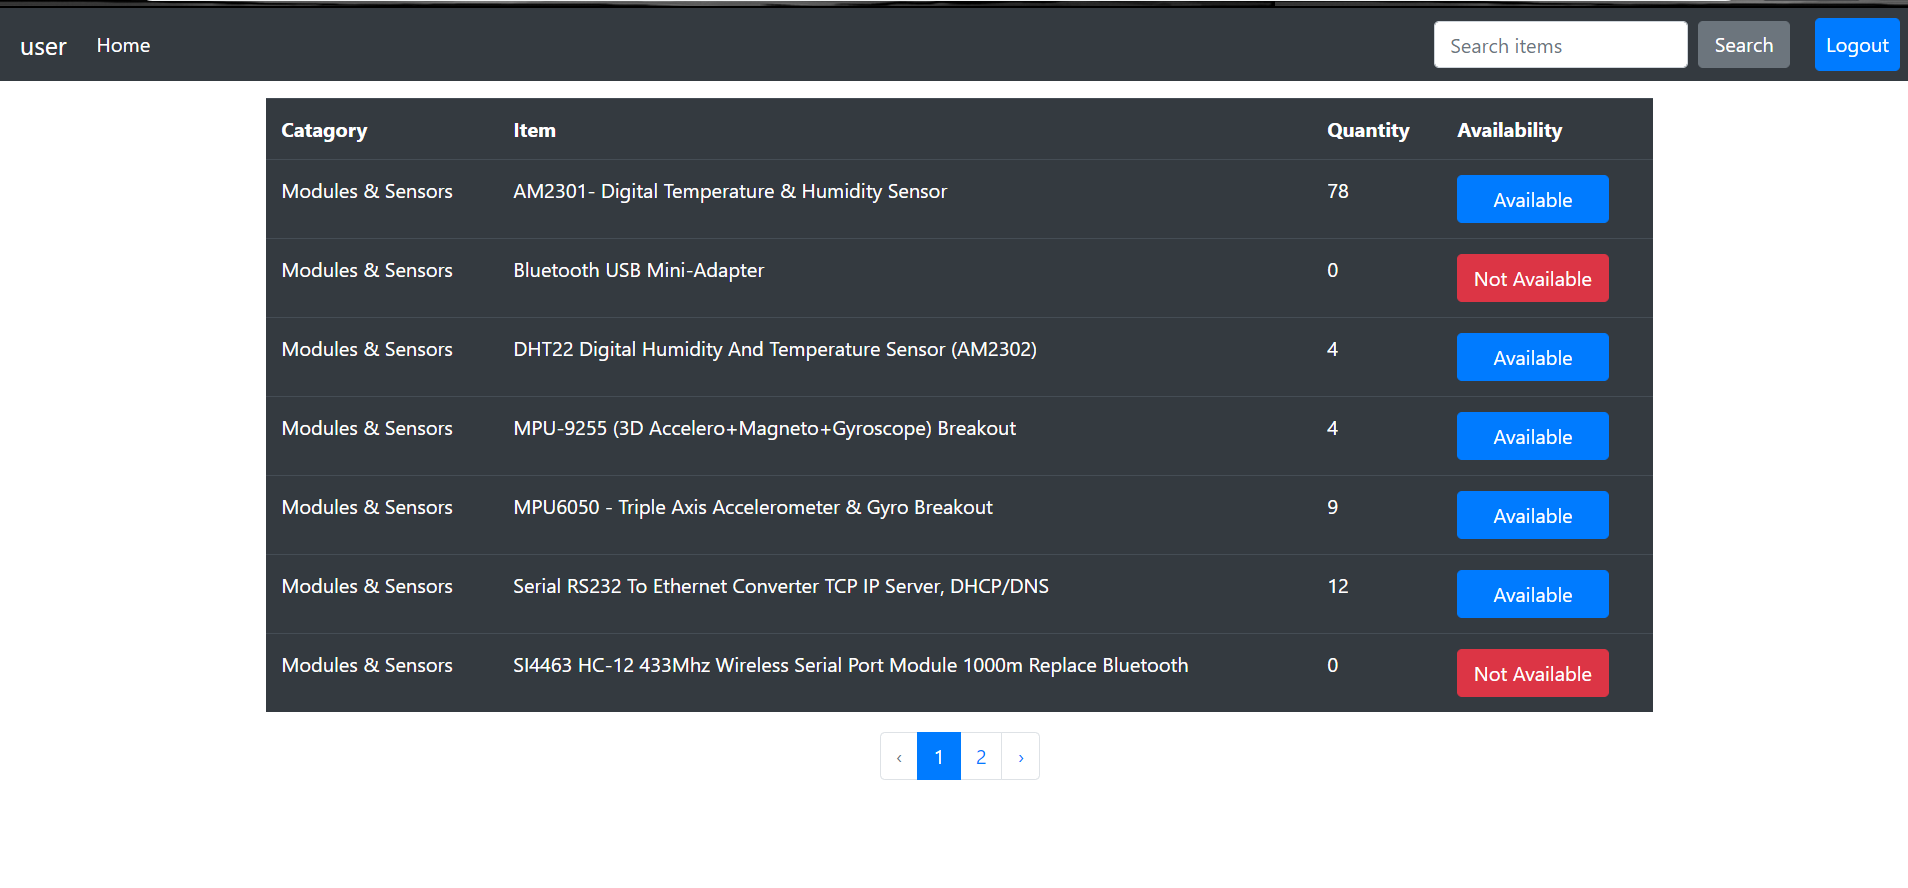 user Home Search items Search Logout
Catagory Item Quantity Availability
Modules & Sensors AM2301- Digital Temperature & Humidity Sensor 78 Available
Modules & Sensors Bluetooth USB Mini-Adapter 0 Not Available
Modules & Sensors DHT22 Digital Humidity And Temperature Sensor (AM2302) 4 Available
Modules & Sensors MPU-9255 (3D Accelero+Magneto+Gyroscope) Breakout 4 Available
Modules & Sensors MPU6050 - Triple Axis Accelerometer & Gyro Breakout 9 Available
Modules & Sensors Serial RS232 To Ethernet Converter TCP IP Server, DHCP/DNS 12 Available
Modules & Sensors SI4463 HC-12 433Mhz Wireless Serial Port Module 1000m Replace Bluetooth 0 Not Available
‹ 1 2 ›